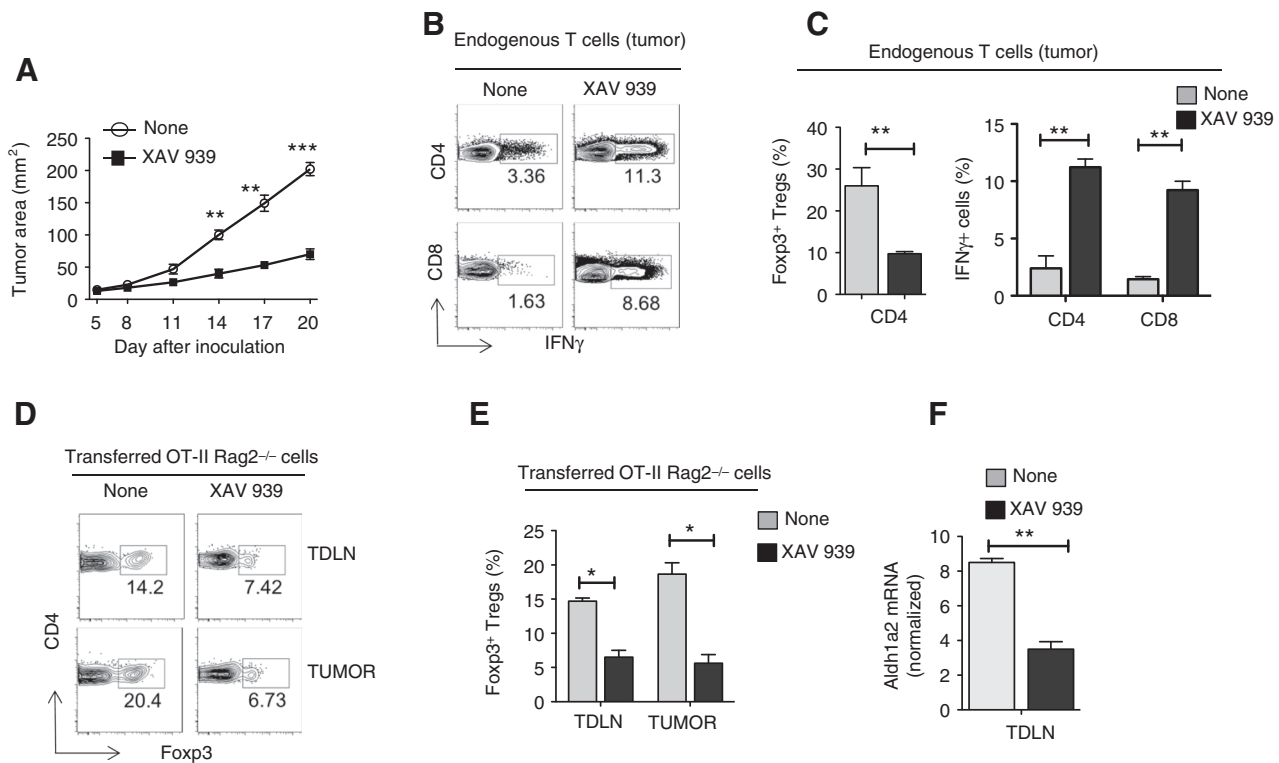 A
None
XAV 939
Tumor area (mm²)
250
200
150
100
50
0
**
**
***
5 8 11 14 17 20
Day after inoculation
B
Endogenous T cells (tumor)
None XAV 939
CD4
3.36 11.3
CD8
1.63 8.68
IFNγ
C
Endogenous T cells (tumor)
None
XAV 939
Foxp3⁺ Tregs (%)
40
30
20
10
0
**
CD4
IFNγ+ cells (%)
15
10
5
0
** **
CD4 CD8
D
Transferred OT-II Rag2–/– cells
None XAV 939
TDLN
14.2 7.42
TUMOR
20.4 6.73
CD4
Foxp3
E
Transferred OT-II Rag2–/– cells
None
XAV 939
Foxp3⁺ Tregs (%)
25
20
15
10
5
0
* *
TDLN TUMOR
F
None
XAV 939
Aldh1a2 mRNA
(normalized)
10
8
6
4
2
0
**
TDLN